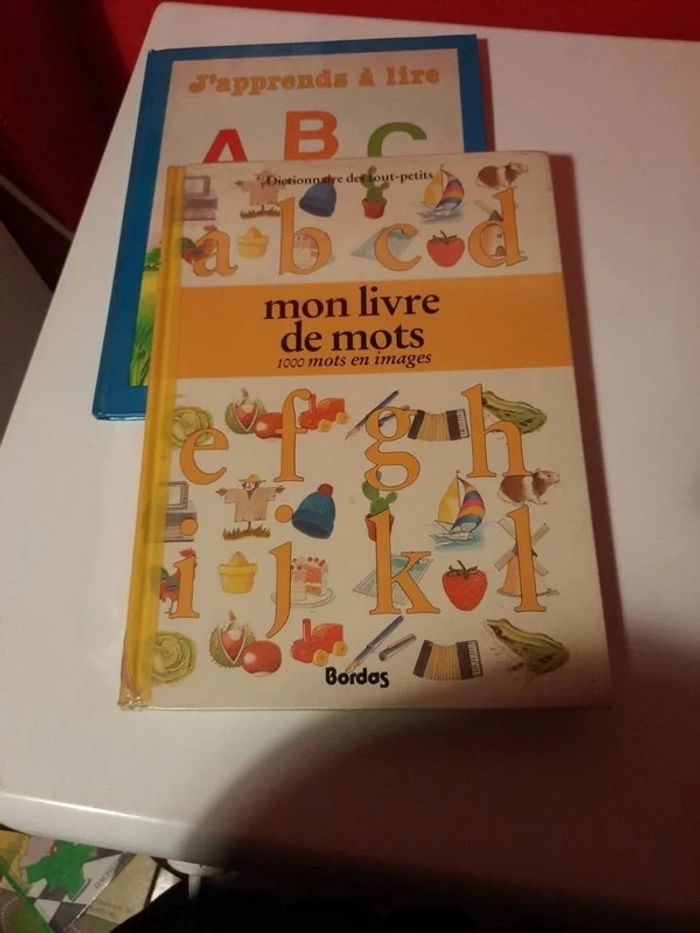 J'apprends à lire
A B C
Dictionnaire des tout-petits
a b c d
mon livre
de mots
1000 mots en images
e f g h
i j k l
Bordas